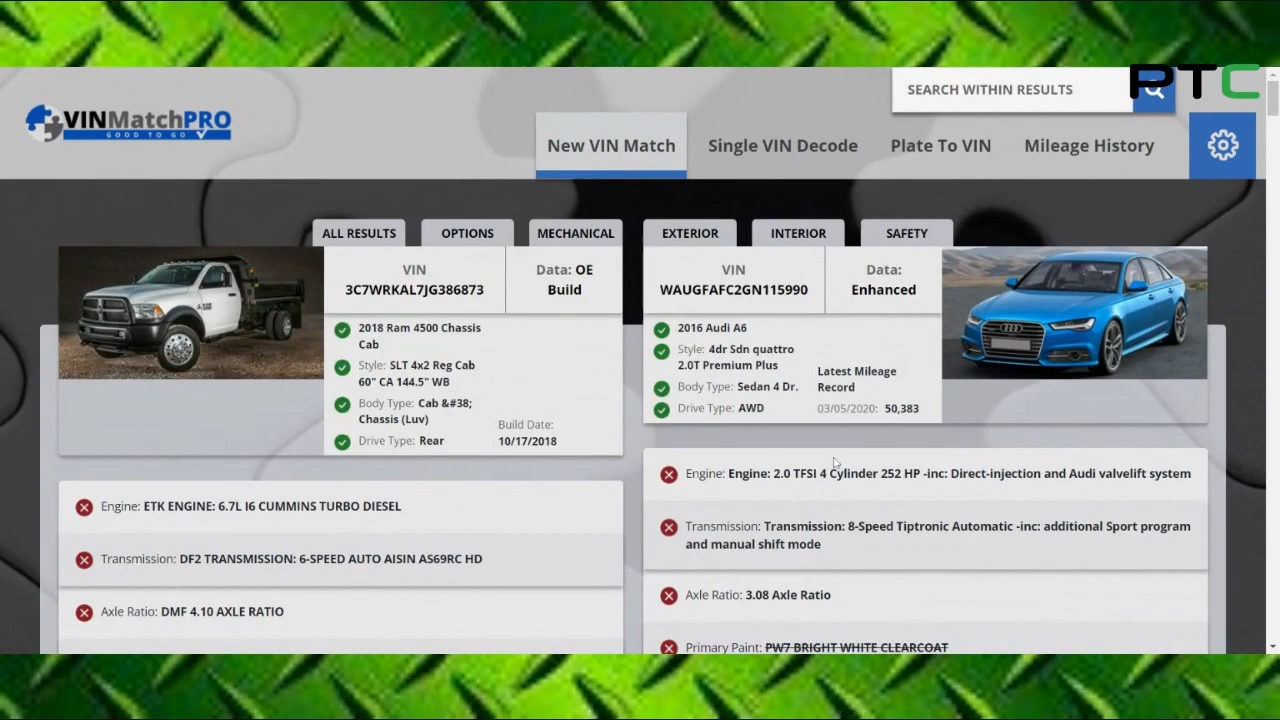 PTC
SEARCH WITHIN RESULTS
VINMatchPRO
GOOD TO GO
New VIN Match
Single VIN Decode
Plate To VIN
Mileage History
ALL RESULTS
OPTIONS
MECHANICAL
EXTERIOR
INTERIOR
SAFETY
VIN
3C7WRKAL7JG386873
Data: OE
Build
2018 Ram 4500 Chassis
Cab
Style: SLT 4x2 Reg Cab
60" CA 144.5" WB
Body Type: Cab &#38;
Chassis (Luv)
Drive Type: Rear
Build Date:
10/17/2018
VIN
WAUGFAFC2GN115990
Data:
Enhanced
2016 Audi A6
Style: 4dr Sdn quattro
2.0T Premium Plus
Body Type: Sedan 4 Dr.
Drive Type: AWD
Latest Mileage
Record
03/05/2020: 50,383
Engine: ETK ENGINE: 6.7L I6 CUMMINS TURBO DIESEL
Transmission: DF2 TRANSMISSION: 6-SPEED AUTO AISIN AS69RC HD
Axle Ratio: DMF 4.10 AXLE RATIO
Engine: Engine: 2.0 TFSI 4 Cylinder 252 HP -inc: Direct-injection and Audi valvelift system
Transmission: Transmission: 8-Speed Tiptronic Automatic -inc: additional Sport program
and manual shift mode
Axle Ratio: 3.08 Axle Ratio
Primary Paint: PW7 BRIGHT WHITE CLEARCOAT